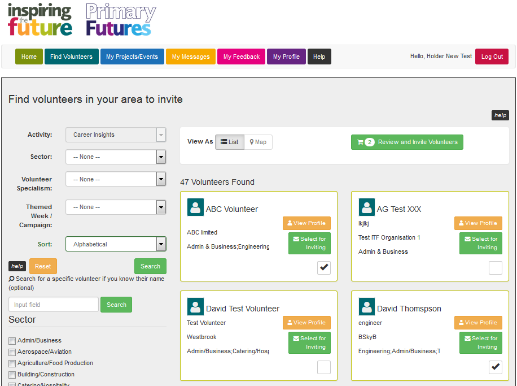 inspiring
the
future
Primary
Futures
Home
Find Volunteers
My Projects/Events
My Messages
My Feedback
My Profile
Help
Hello, Holder New Test
Log Out
Find volunteers in your area to invite
help
Activity:
Career Insights
Sector:
-- None --
Volunteer
Specialism:
-- None --
Themed
Week /
Campaign:
-- None --
Sort:
Alphabetical
help
Reset
Search
Search for a specific volunteer if you know their name
(optional)
Input field
Search
Sector
Admin/Business
Aerospace/Aviation
Agriculture/Food Production
Building/Construction
Catering/Hospitality
View As
List
Map
2 Review and Invite Volunteers
47 Volunteers Found
ABC Volunteer
View Profile
ABC limited
Select for
Inviting
Admin & Business;Engineering
AG Test XXX
lkjlkj
View Profile
Test ITF Organisation 1
Select for
Inviting
Admin & Business
David Test Volunteer
Test Volunteer
View Profile
Westbrook
Select for
Inviting
Admin/Business;Catering/Hosp
David Thomspson
engineer
View Profile
BSkyB
Select for
Inviting
Engineering;Admin/Business;T